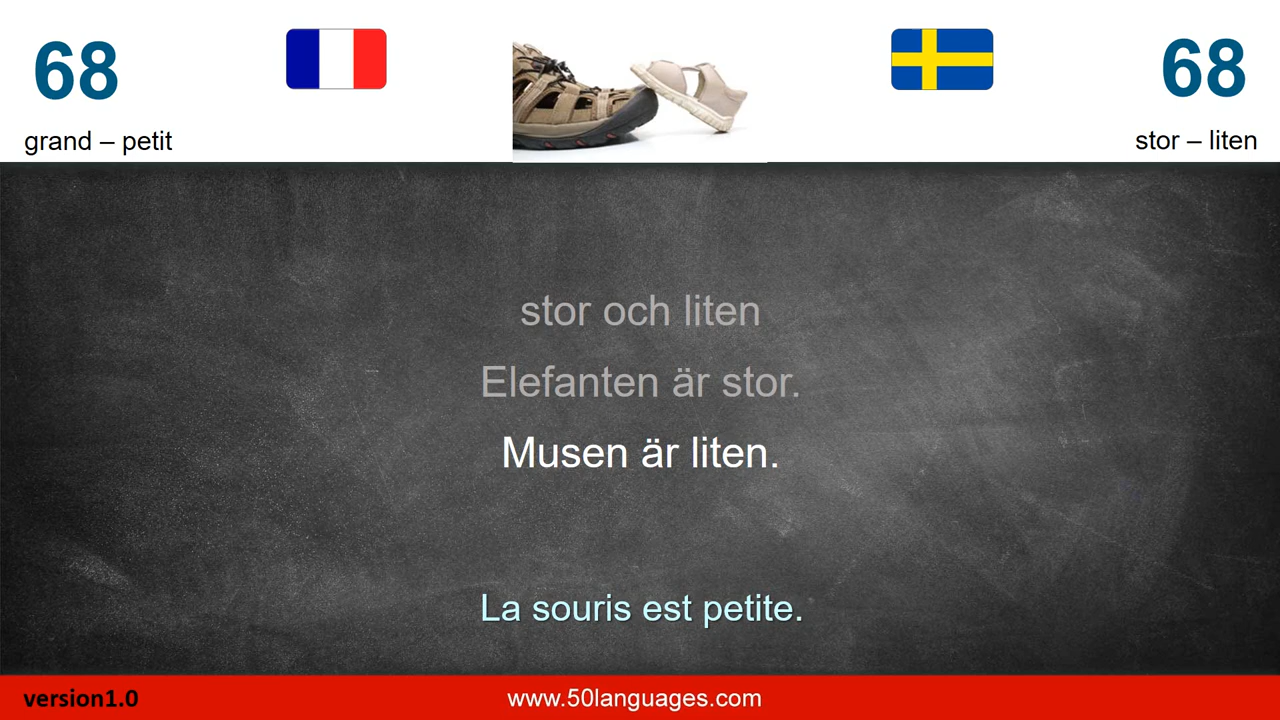 68
68
grand – petit
stor – liten
stor och liten
Elefanten är stor.
Musen är liten.
La souris est petite.
version1.0
www.50languages.com